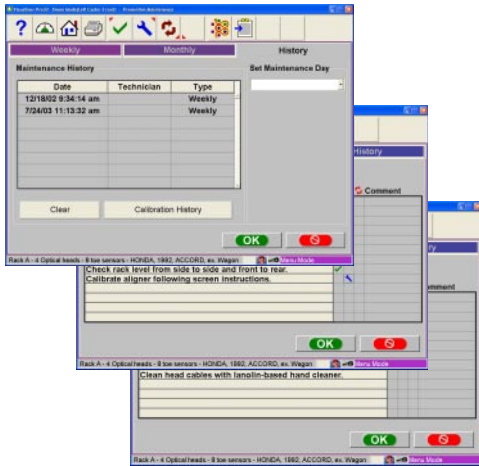 Preventive Maintenance
Weekly
Monthly
History
Maintenance History
Set Maintenance Day
Date
Technician
Type
12/18/02 9:34:14 am
Weekly
7/24/03 11:13:32 am
Weekly
Clear
Calibration History
OK
Rack A - 4 Optical heads - 8 toe sensors - HONDA, 1992, ACCORD, ex. Wagon
Menu Mode
History
Comment
Check rack level from side to side and front to rear.
Calibrate aligner following screen instructions.
OK
Rack A - 4 Optical heads - 8 toe sensors - HONDA, 1992, ACCORD, ex. Wagon
Menu Mode
ry
mment
Clean head cables with lanolin-based hand cleaner.
OK
Rack A - 4 Optical heads - 8 toe sensors - HONDA, 1992, ACCORD, ex. Wagon
Menu Mode